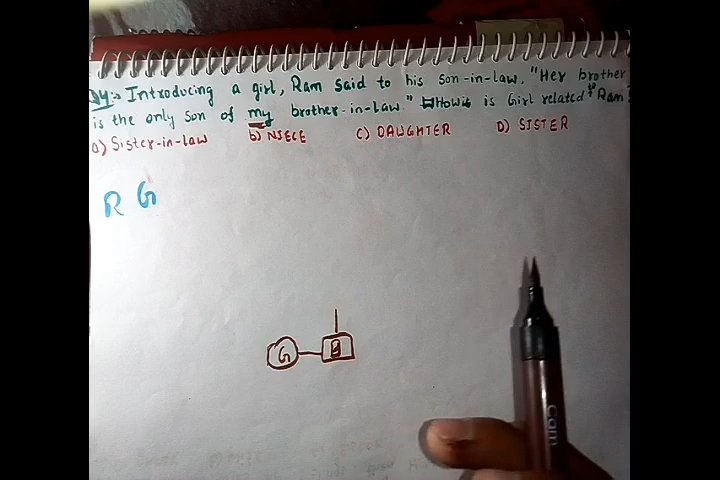 Q4:→ Introducing a girl, Ram said to his son-in-law. "Her brother
is the only son of my brother-in-law" How is Girl related to Ram?
a) Sister-in-law b) NIECE C) DAUGHTER D) SISTER
R G
G B
Cam